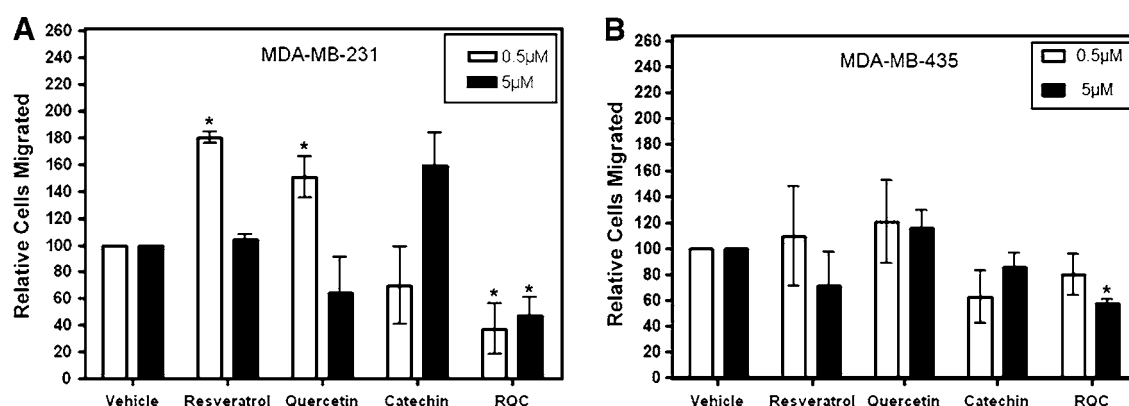 A
MDA-MB-231
0.5µM
5µM
Relative Cells Migrated
260
240
220
200
180
160
140
120
100
80
60
40
20
0
* * * *
Vehicle Resveratrol Quercetin Catechin RQC
B
MDA-MB-435
0.5µM
5µM
Relative Cells Migrated
260
240
220
200
180
160
140
120
100
80
60
40
20
0
*
Vehicle Resveratrol Quercetin Catechin RQC